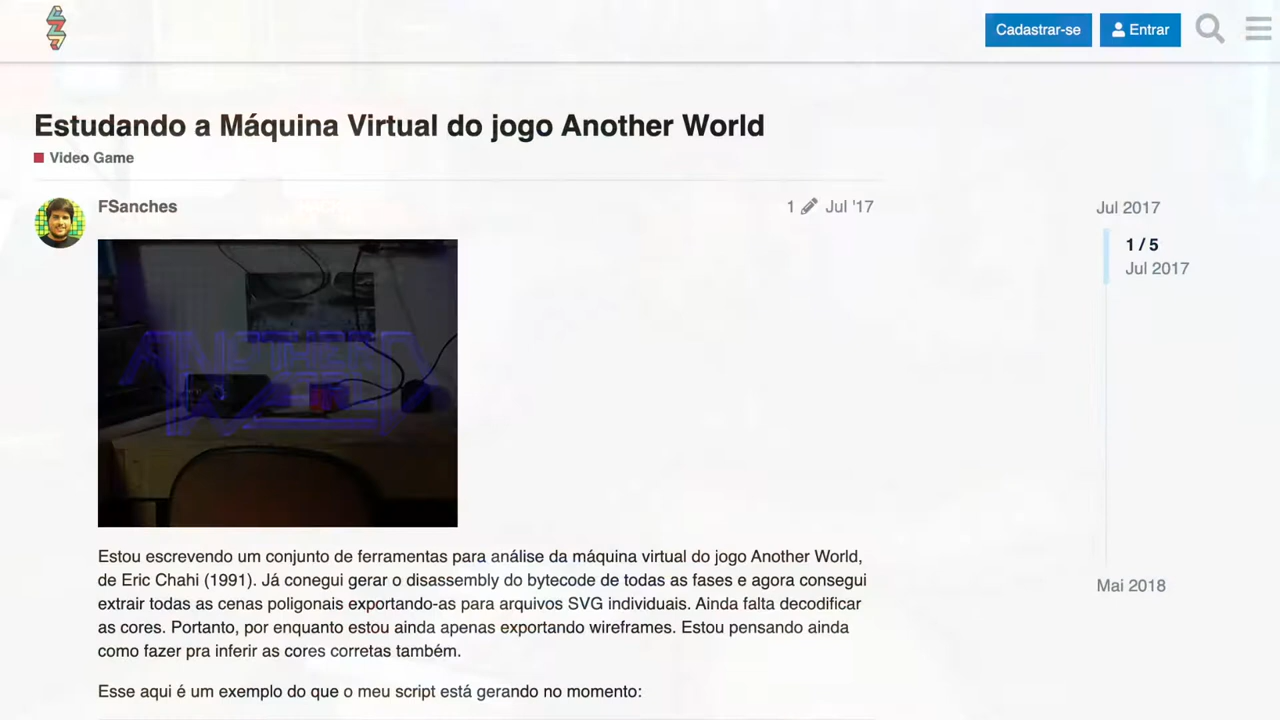 Cadastrar-se
Entrar
Estudando a Máquina Virtual do jogo Another World
Video Game
FSanches
1
Jul '17
Jul 2017
1 / 5
Jul 2017
ANOTHER
Estou escrevendo um conjunto de ferramentas para análise da máquina virtual do jogo Another World,
de Eric Chahi (1991). Já conegui gerar o disassembly do bytecode de todas as fases e agora consegui
extrair todas as cenas poligonais exportando-as para arquivos SVG individuais. Ainda falta decodificar
as cores. Portanto, por enquanto estou ainda apenas exportando wireframes. Estou pensando ainda
como fazer pra inferir as cores corretas também.
Mai 2018
Esse aqui é um exemplo do que o meu script está gerando no momento: